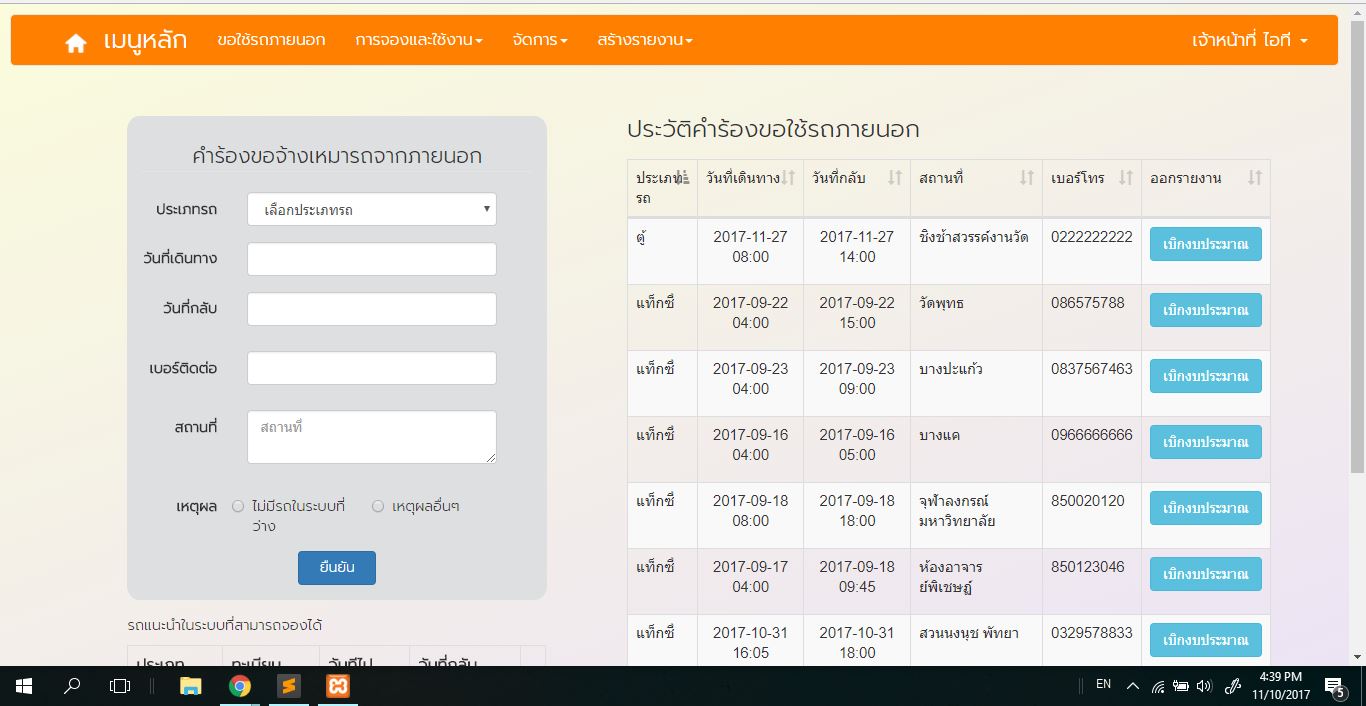 เมนูหลัก ขอใช้รถภายนอก การจองและใช้งาน จัดการ สร้างรายงาน เจ้าหน้าที่ ไอที
คำร้องขอจ้างเหมารถจากภายนอก
ประเภทรถ เลือกประเภทรถ
วันที่เดินทาง
วันที่กลับ
เบอร์ติดต่อ
สถานที่ สถานที่
เหตุผล ไม่มีรถในระบบที่ว่าง เหตุผลอื่นๆ
ยืนยัน
รถแนะนำในระบบที่สามารถจองได้
ประเภท ทะเบียน วันที่ไป วันที่กลับ
ประวัติคำร้องขอใช้รถภายนอก
ประเภทรถ วันที่เดินทาง วันที่กลับ สถานที่ เบอร์โทร ออกรายงาน
ตู้ 2017-11-27 08:00 2017-11-27 14:00 ชิงช้าสวรรค์งานวัด 0222222222 เบิกงบประมาณ
แท็กซี่ 2017-09-22 04:00 2017-09-22 15:00 วัดพุทธ 086575788 เบิกงบประมาณ
แท็กซี่ 2017-09-23 04:00 2017-09-23 09:00 บางปะแก้ว 0837567463 เบิกงบประมาณ
แท็กซี่ 2017-09-16 04:00 2017-09-16 05:00 บางแค 0966666666 เบิกงบประมาณ
แท็กซี่ 2017-09-18 08:00 2017-09-18 18:00 จุฬาลงกรณ์มหาวิทยาลัย 850020120 เบิกงบประมาณ
แท็กซี่ 2017-09-17 04:00 2017-09-18 09:45 ห้องอาจารย์พิเชษฏ์ 850123046 เบิกงบประมาณ
แท็กซี่ 2017-10-31 16:05 2017-10-31 18:00 สวนนงนุช พัทยา 0329578833 เบิกงบประมาณ
EN 4:39 PM
11/10/2017 5